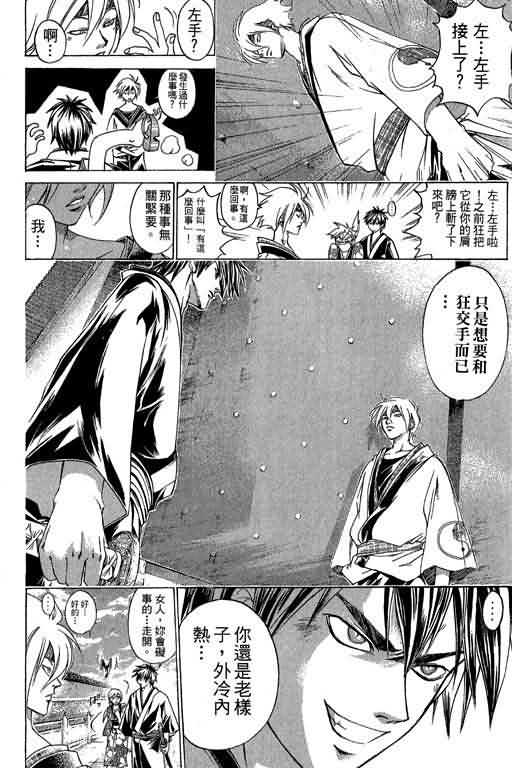 左…左手
接上了？
左手？
啊…
發生過什
麼事嗎？
左…左手啦
！之前狂把
它從你的肩
膀上斬了下
來吧？
啊，有這
麼回事。
什麼叫「有這
麼回事」！
那種事無
關緊要。
我…
只是想要和
狂交手而已
…
…
你還是老樣
子，外冷內
熱…
女人，妳會礙
事的…走開。
好…
好的…
…